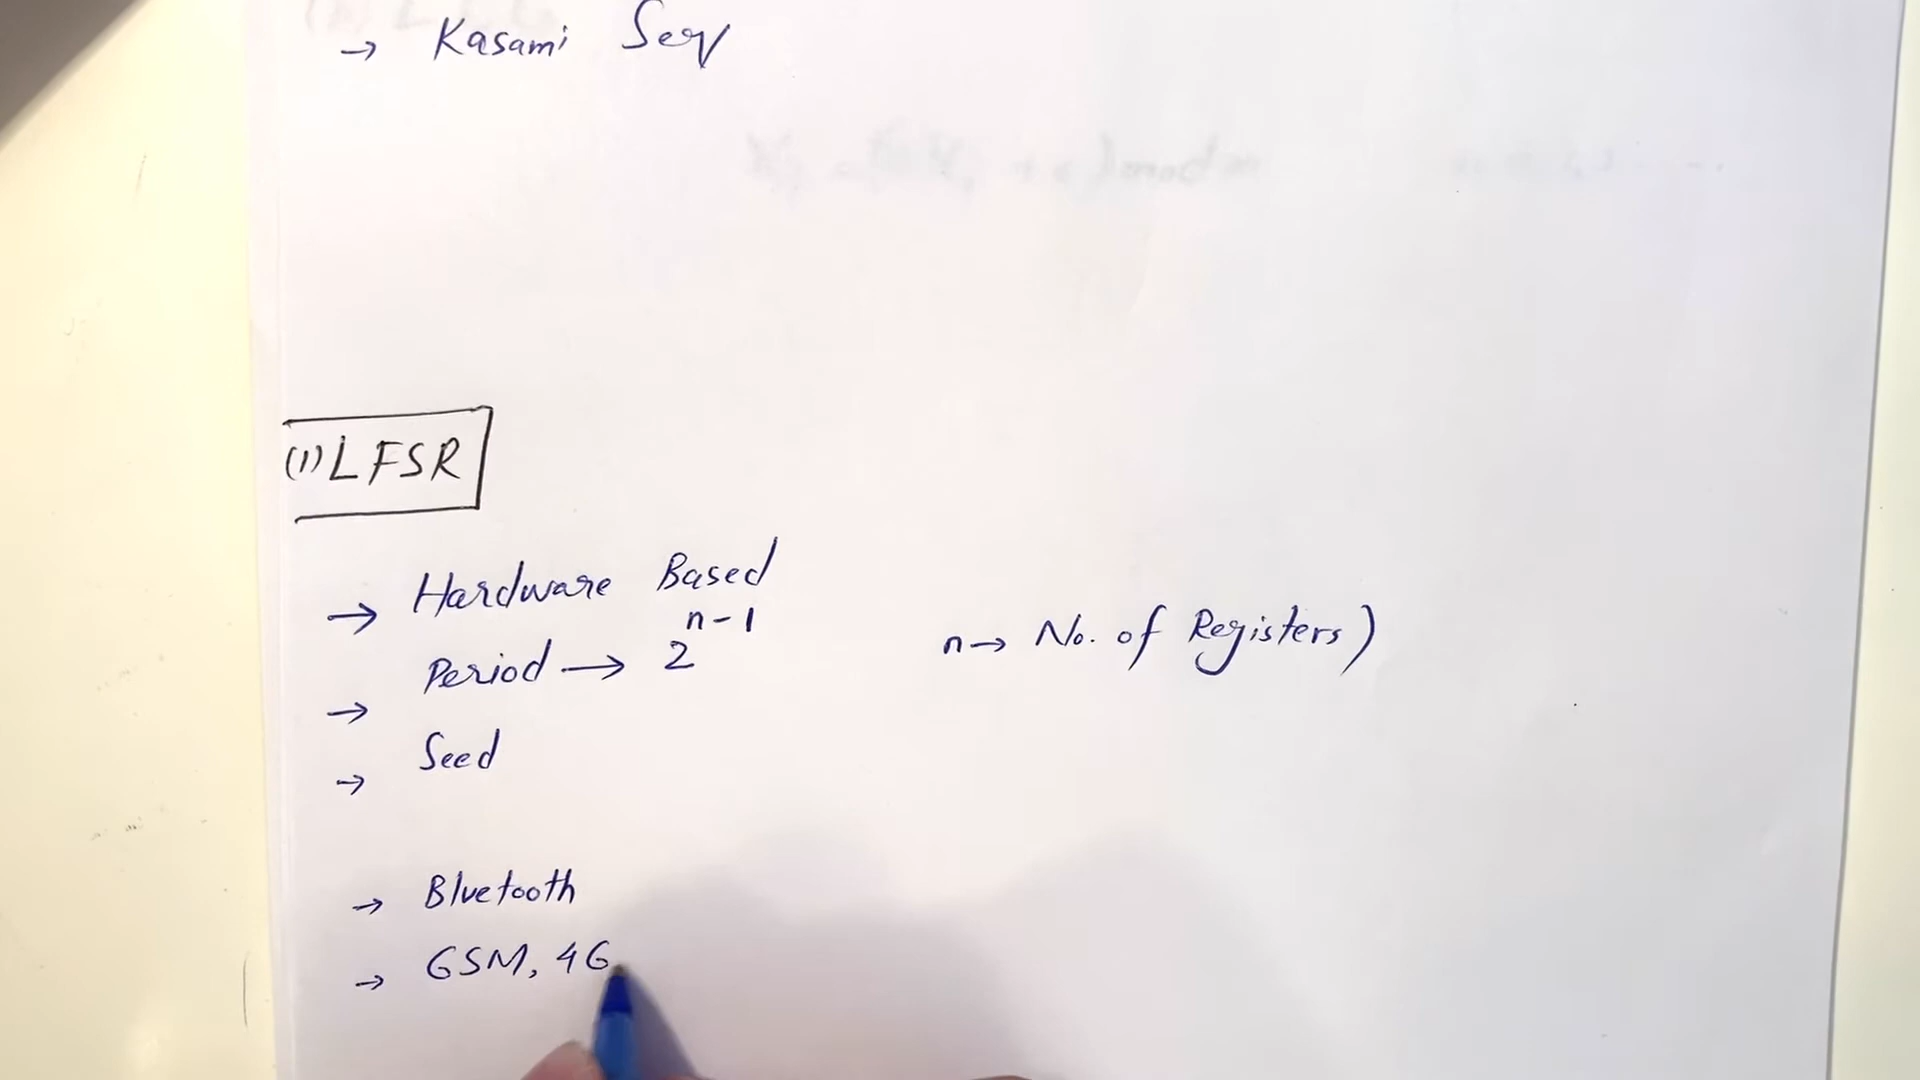 → Kasami Seq
(1) LFSR
→ Hardware Based
→ Period → 2^{n-1} n → No. of Registers)
→ Seed
→ Bluetooth
→ GSM, 4G